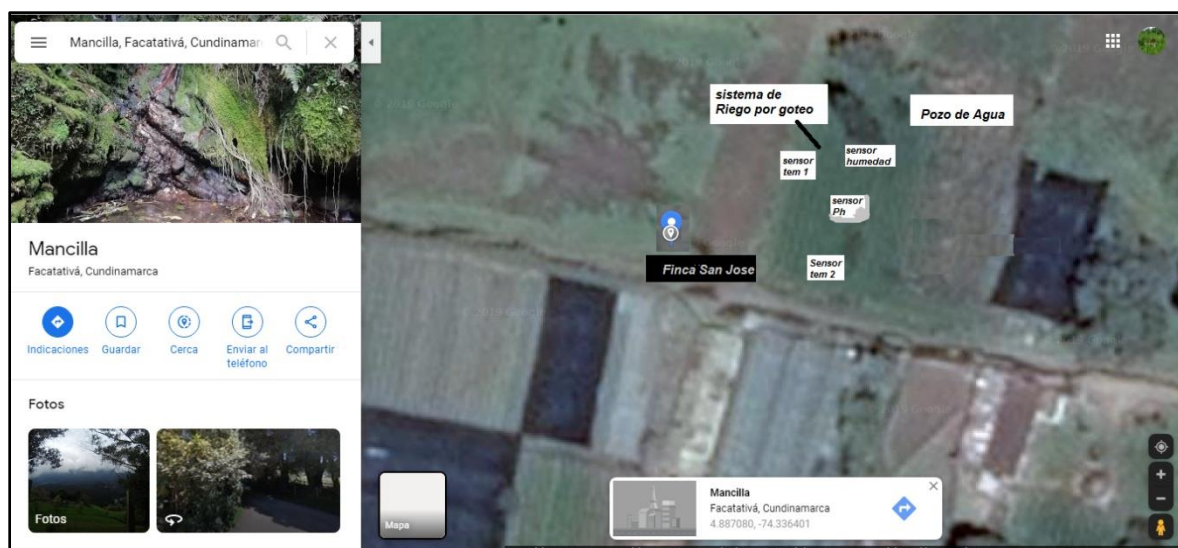 Mancilla, Facatativá, Cundinamar
Mancilla
Facatativá, Cundinamarca
Indicaciones
Guardar
Cerca
Enviar al
teléfono
Compartir
Fotos
Fotos
sistema de
Riego por goteo
Pozo de Agua
sensor
tem 1
sensor
humedad
sensor
Ph
Finca San Jose
Sensor
tem 2
Mapa
Mancilla
Facatativá, Cundinamarca
4.887080, -74.336401